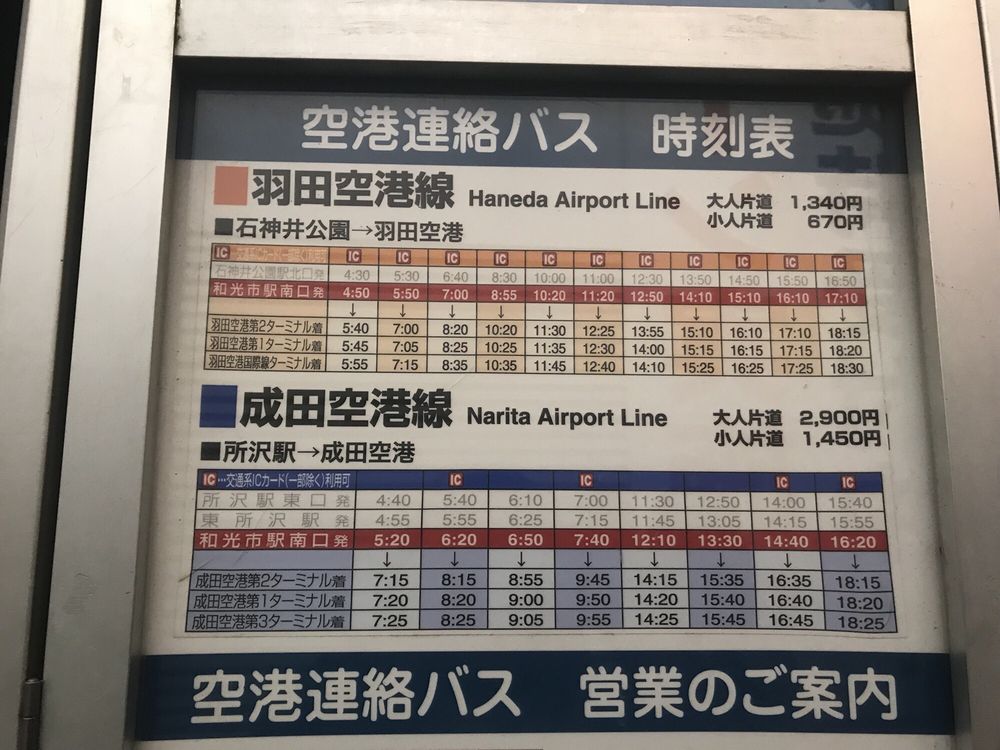 空港連絡バス 時刻表
羽田空港線 Haneda Airport Line 大人片道 1,340円
小人片道 670円
■石神井公園→羽田空港
IC IC IC IC IC IC IC IC IC IC IC IC
石神井公園駅北口発 4:30 5:30 6:40 8:30 10:00 11:00 12:30 13:50 14:50 15:50 16:50
和光市駅南口発 4:50 5:50 7:00 8:55 10:20 11:20 12:50 14:10 15:10 16:10 17:10
↓ ↓ ↓ ↓ ↓ ↓ ↓ ↓ ↓ ↓ ↓
羽田空港第2ターミナル着 5:40 7:00 8:20 10:20 11:30 12:25 13:55 15:10 16:10 17:10 18:15
羽田空港第1ターミナル着 5:45 7:05 8:25 10:25 11:35 12:30 14:00 15:15 16:15 17:15 18:20
羽田空港国際線ターミナル着 5:55 7:15 8:35 10:35 11:45 12:40 14:10 15:25 16:25 17:25 18:30
成田空港線 Narita Airport Line 大人片道 2,900円
小人片道 1,450円
■所沢駅→成田空港
IC…交通系ICカード(一部除く)利用可 IC IC IC IC
所沢駅東口発 4:40 5:40 6:10 7:00 11:30 12:50 14:00 15:40
東所沢駅発 4:55 5:55 6:25 7:15 11:45 13:05 14:15 15:55
和光市駅南口発 5:20 6:20 6:50 7:40 12:10 13:30 14:40 16:20
↓ ↓ ↓ ↓ ↓ ↓ ↓ ↓
成田空港第2ターミナル着 7:15 8:15 8:55 9:45 14:15 15:35 16:35 18:15
成田空港第1ターミナル着 7:20 8:20 9:00 9:50 14:20 15:40 16:40 18:20
成田空港第3ターミナル着 7:25 8:25 9:05 9:55 14:25 15:45 16:45 18:25
空港連絡バス 営業のご案内